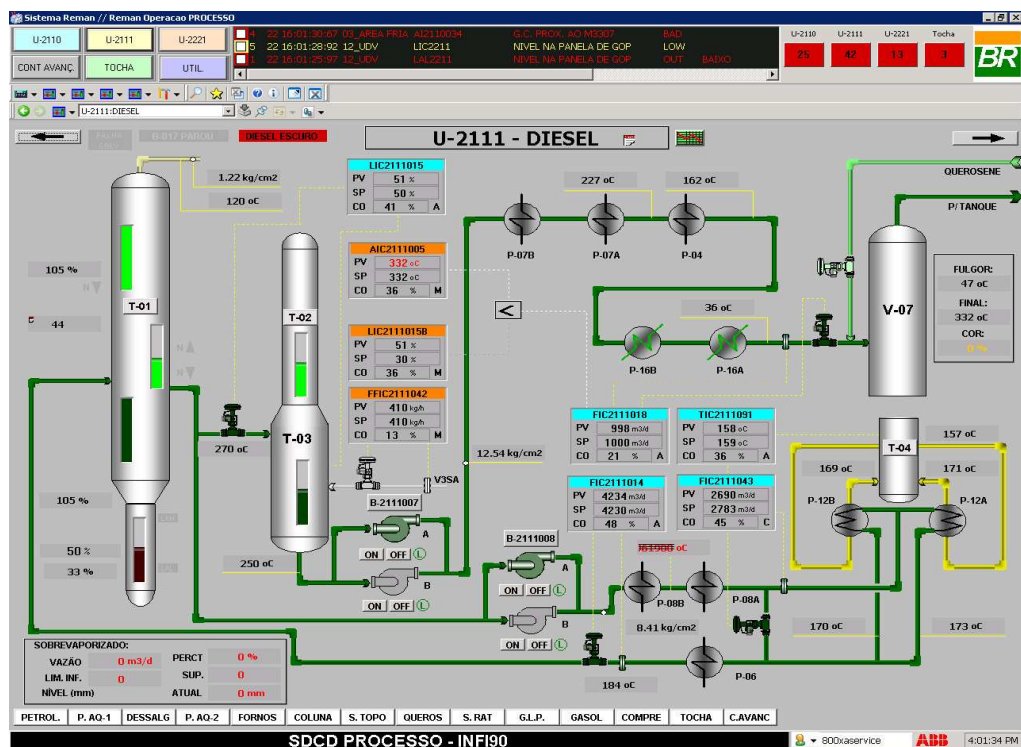 Sistema Reman // Reman Operacao PROCESSO
U-2110 U-2111 U-2221
CONT AVANÇ. TOCHA UTIL.
4 22 16:01:30:67 03_AREA FRIA AI2110034 G.C. PROX. AO M3307 BAD
5 22 16:01:28:92 12_UDV LIC2211 NIVEL NA PANELA DE GOP LOW
1 22 16:01:25:97 12_UDV LAL2211 NIVEL NA PANELA DE GOP OUT BAIXO
U-2110 U-2111 U-2221 Tocha
25 42 13 3
BR
U-2111:DIESEL
DIESEL ESCURO
U-2111 - DIESEL
1.22 kg/cm2
120 oC
LIC2111015
PV 51 %
SP 50 %
CO 41 % A
227 oC
162 oC
QUEROSENE
P/ TANQUE
P-07B
P-07A
P-04
105 %
44
T-01
T-02
AIC2111005
PV 332 oC
SP 332 oC
CO 36 % M
<
36 oC
V-07
FULGOR:
47 oC
FINAL:
332 oC
COR:
0 %
LIC2111015B
PV 51 %
SP 30 %
CO 36 % M
P-16B
P-16A
FFIC2111042
PV 410 kg/h
SP 410 kg/h
CO 13 % M
FIC2111018
PV 998 m3/d
SP 1000 m3/d
CO 21 % A
TIC2111091
PV 158 oC
SP 159 oC
CO 36 % A
270 oC
T-03
12.54 kg/cm2
V3SA
T-04
157 oC
169 oC
171 oC
P-12B
P-12A
FIC2111014
PV 4234 m3/d
SP 4230 m3/d
CO 48 % A
FIC2111043
PV 2690 m3/d
SP 2783 m3/d
CO 45 % C
105 %
50 %
33 %
B-2111007
A
ON OFF L
B
ON OFF L
250 oC
B-2111008
A
ON OFF L
B
ON OFF L
oC
P-08B
P-08A
8.41 kg/cm2
170 oC
173 oC
P-06
184 oC
SOBREVAPORIZADO:
VAZÃO 0 m3/d PERCT 0 %
LIM. INF. 0 SUP. 0
NÍVEL (mm) ATUAL 0 mm
PETROL. P. AQ-1 DESSALG P. AQ-2 FORNOS COLUNA S. TOPO QUEROS S. RAT G.L.P. GASOL COMPRE TOCHA C.AVANC
SDCD PROCESSO - INFI90
800xaservice ABB 4:01:34 PM